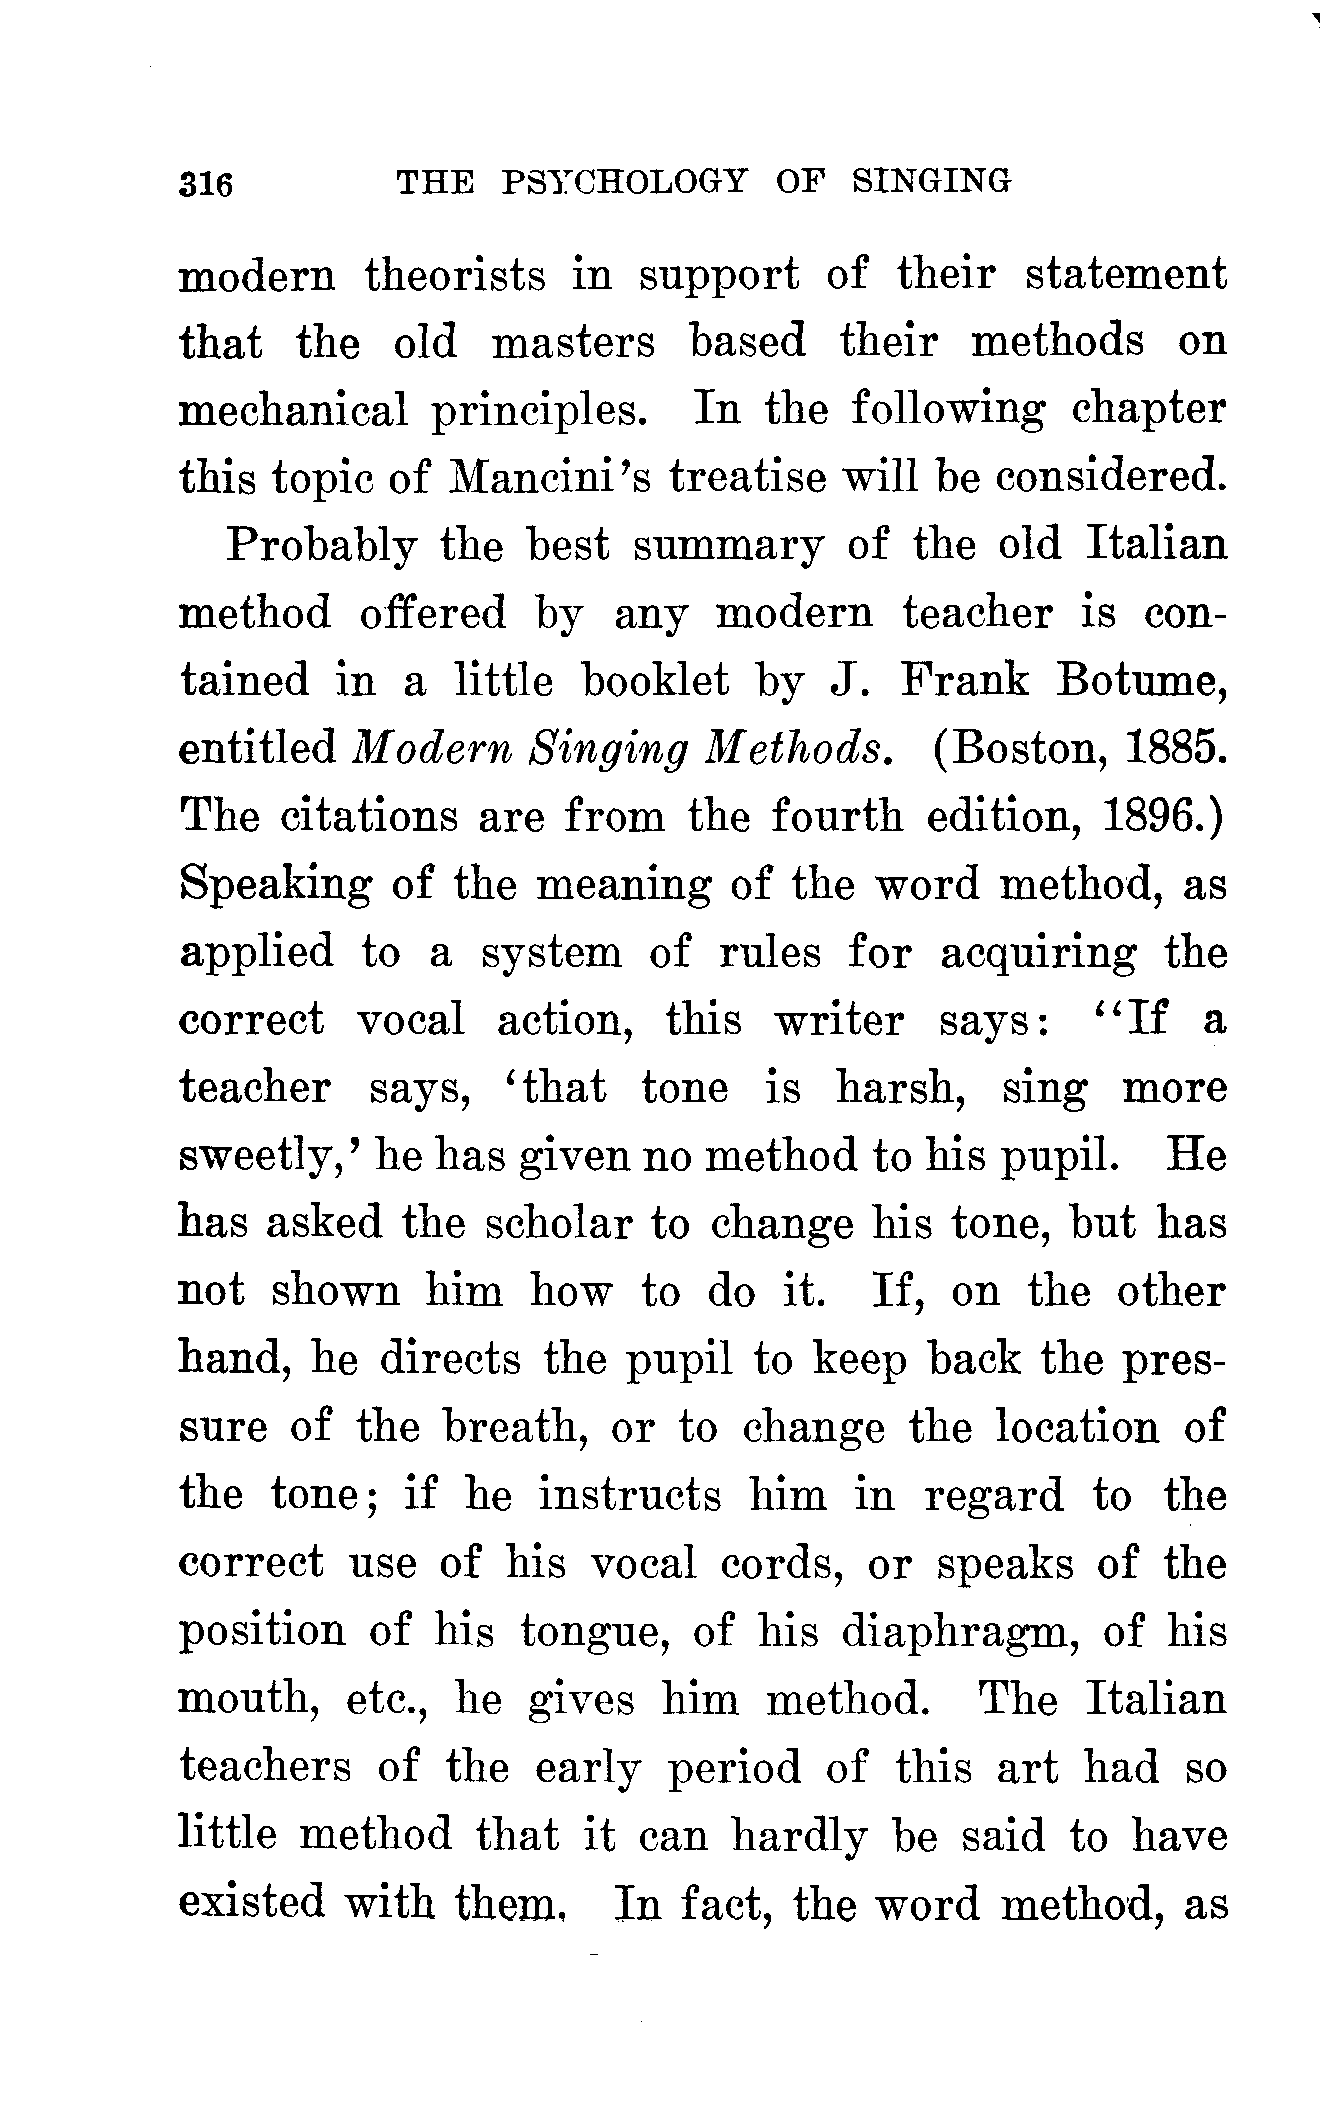 316 THE PSYCHOLOGY OF SINGING
modern theorists in support of their statement
that the old masters based their methods on
mechanical principles. In the following chapter
this topic of Mancini's treatise will be considered.
Probably the best summary of the old Italian
method offered by any modern teacher is con-
tained in a little booklet by J. Frank Botume,
entitled Modern Singing Methods. (Boston, 1885.
The citations are from the fourth edition, 1896.)
Speaking of the meaning of the word method, as
applied to a system of rules for acquiring the
correct vocal action, this writer says: "If a
teacher says, 'that tone is harsh, sing more
sweetly,' he has given no method to his pupil. He
has asked the scholar to change his tone, but has
not shown him how to do it. If, on the other
hand, he directs the pupil to keep back the pres-
sure of the breath, or to change the location of
the tone; if he instructs him in regard to the
correct use of his vocal cords, or speaks of the
position of his tongue, of his diaphragm, of his
mouth, etc., he gives him method. The Italian
teachers of the early period of this art had so
little method that it can hardly be said to have
existed with them. In fact, the word method, as